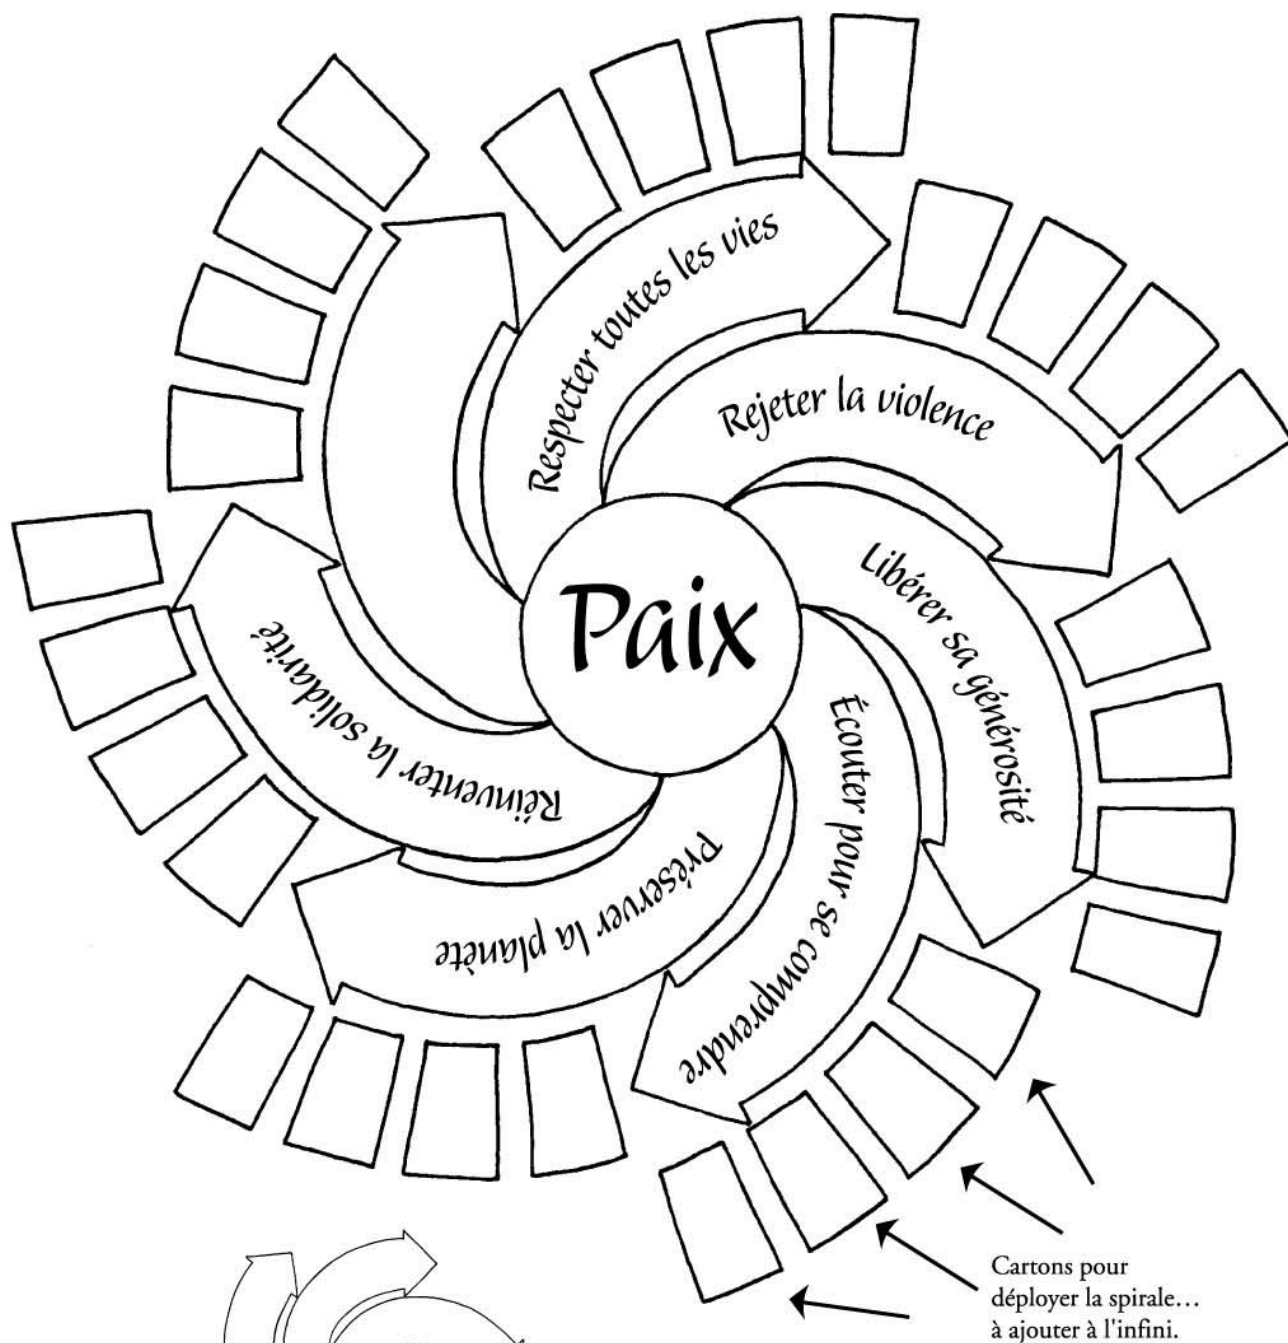 Respecter toutes les vies
Rejeter la violence
Libérer sa générosité
Écouter pour se comprendre
Préserver la planète
Réinventer la solidarité
Paix
Cartons pour
déployer la spirale…
à ajouter à l'infini.